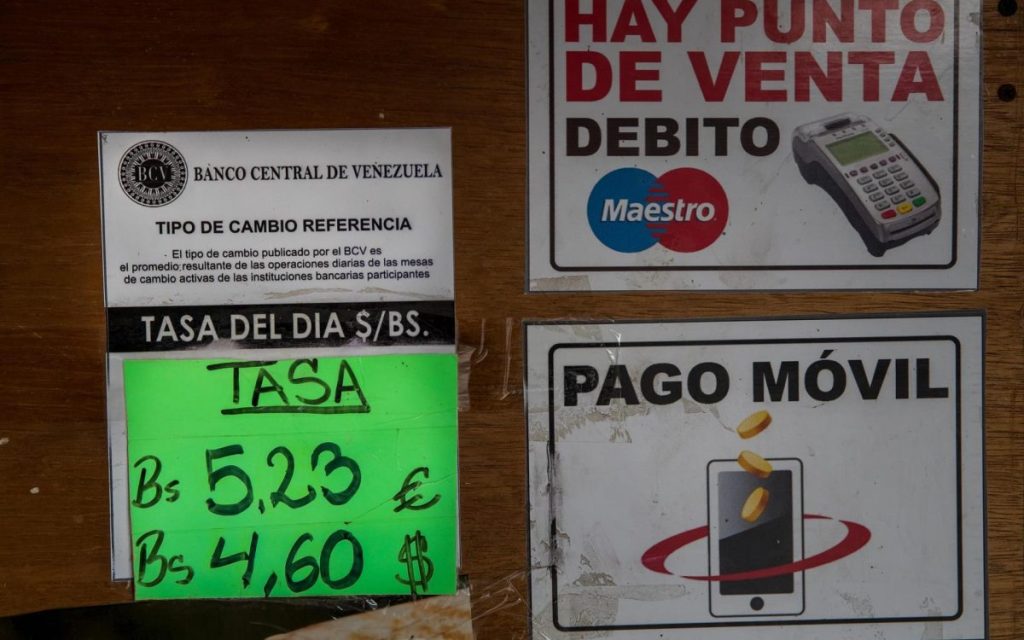 BCV BANCO CENTRAL DE VENEZUELA
TIPO DE CAMBIO REFERENCIA
El tipo de cambio publicado por el BCV es
el promedio resultante de las operaciones diarias de las mesas
de cambio activas de las instituciones bancarias participantes
TASA DEL DIA $/BS.
TASA
Bs 5,23 €
Bs 4,60 $
HAY PUNTO
DE VENTA
DEBITO
Maestro
PAGO MÓVIL